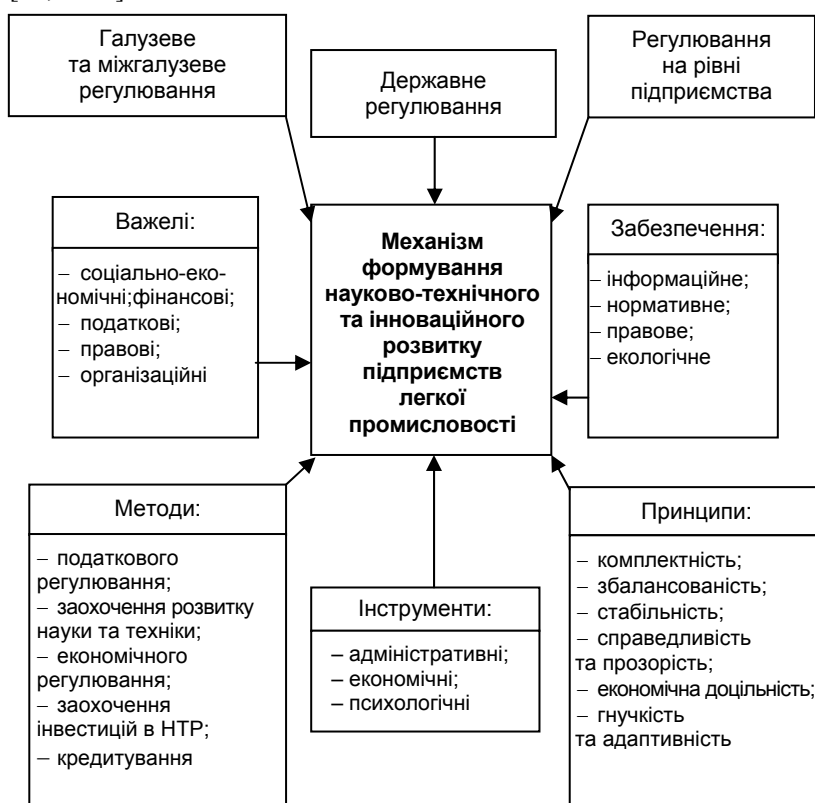 Галузеве
та міжгалузеве
регулювання
Державне
регулювання
Регулювання
на рівні
підприємства
Важелі:
– соціально-еко-
номічні;фінансові;
– податкові;
– правові;
– організаційні
Механізм
формування
науково-технічного
та інноваційного
розвитку
підприємств
легкої
промисловості
Забезпечення:
– інформаційне;
– нормативне;
– правове;
– екологічне
Методи:
– податкового
регулювання;
– заохочення розвитку
науки та техніки;
– економічного
регулювання;
– заохочення
інвестицій в НТР;
– кредитування
Інструменти:
– адміністративні;
– економічні;
– психологічні
Принципи:
– комплектність;
– збалансованість;
– стабільність;
– справедливість
та прозорість;
– економічна доцільність;
– гнучкість
та адаптивність